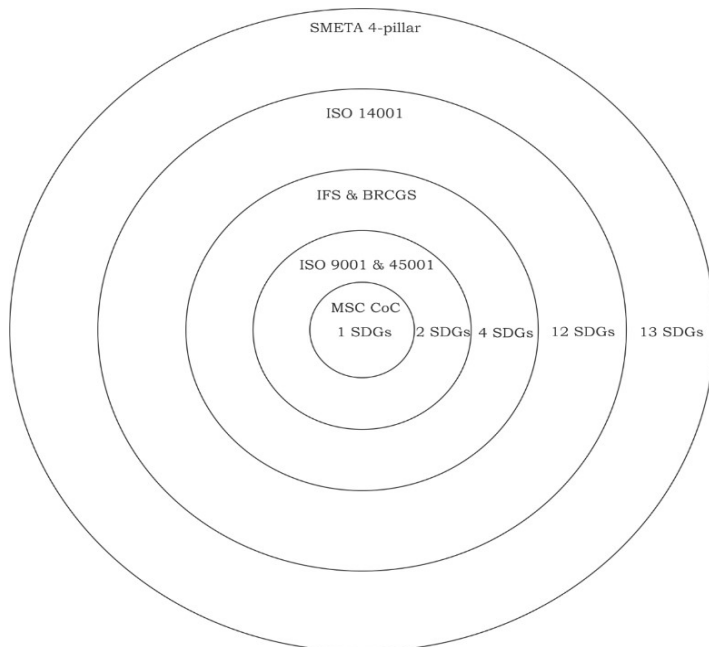 SMETA 4-pillar
ISO 14001
IFS & BRCGS
ISO 9001 & 45001
MSC CoC
1 SDGs 2 SDGs 4 SDGs 12 SDGs 13 SDGs